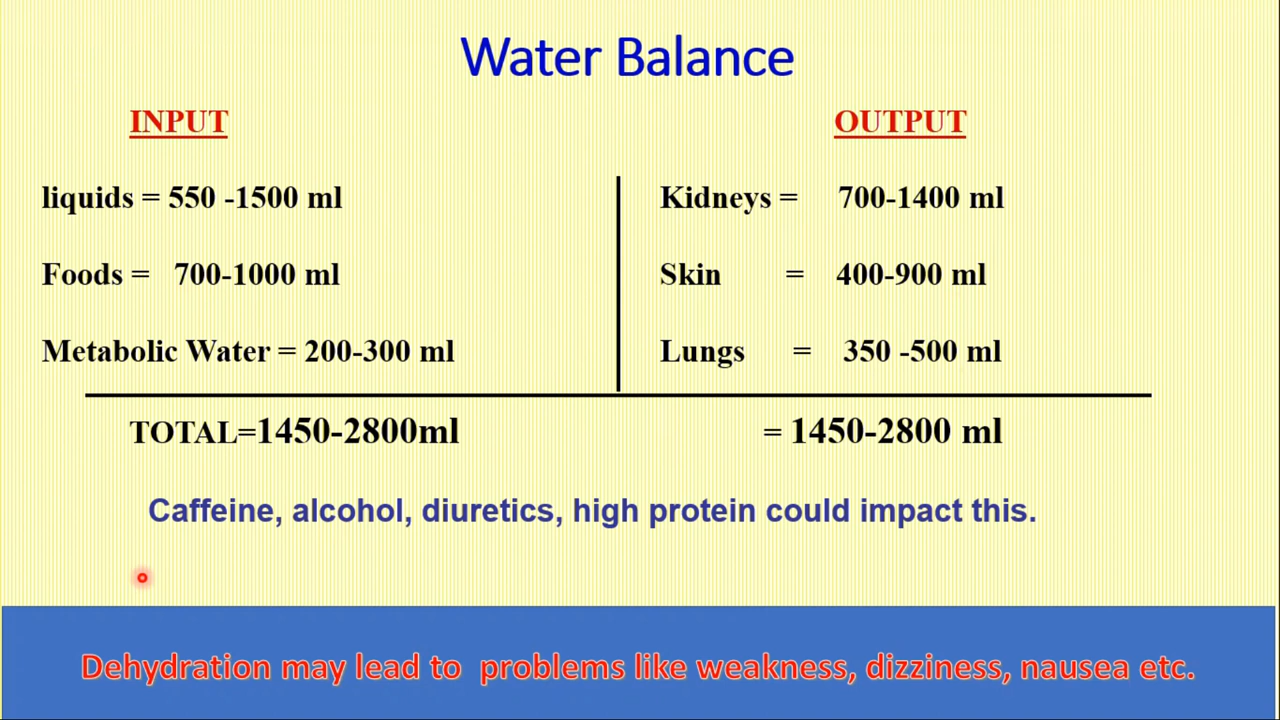 Water Balance
INPUT
OUTPUT
liquids = 550 -1500 ml
Kidneys = 700-1400 ml
Foods = 700-1000 ml
Skin = 400-900 ml
Metabolic Water = 200-300 ml
Lungs = 350 -500 ml
TOTAL=1450-2800ml
= 1450-2800 ml
Caffeine, alcohol, diuretics, high protein could impact this.
Dehydration may lead to problems like weakness, dizziness, nausea etc.